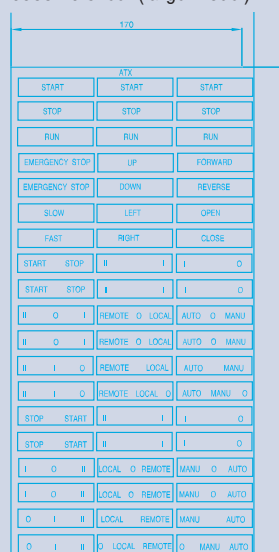 170
ATX
START START START
STOP STOP STOP
RUN RUN RUN
EMERGENCY STOP UP FORWARD
EMERGENCY STOP DOWN REVERSE
SLOW LEFT OPEN
FAST RIGHT CLOSE
START STOP II I I O
START STOP II I I O
II O I REMOTE O LOCAL AUTO O MANU
II O I REMOTE O LOCAL AUTO O MANU
II I O REMOTE LOCAL AUTO MANU
II I O REMOTE LOCAL O AUTO MANU O
STOP START II I I O
STOP START II I I O
I O II LOCAL O REMOTE MANU O AUTO
I O II LOCAL O REMOTE MANU O AUTO
O I II LOCAL REMOTE MANU AUTO
O I II O LOCAL REMOTE O MANU AUTO